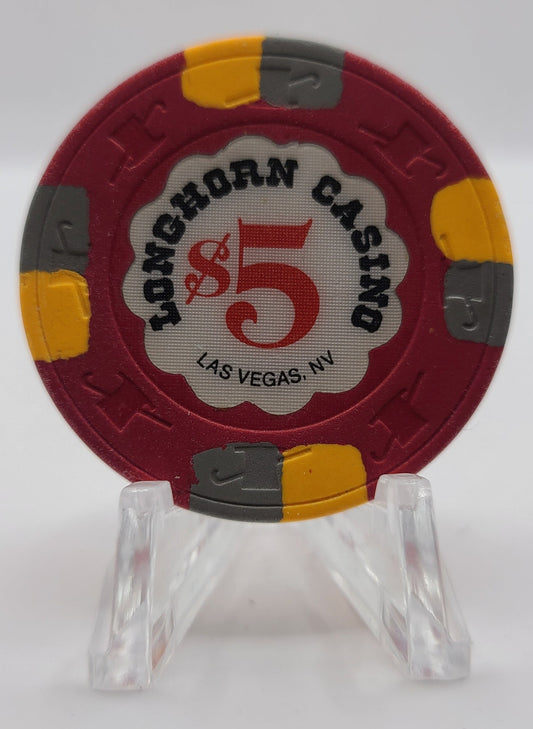 LONGHORN CASINO
$5
LAS VEGAS, NV